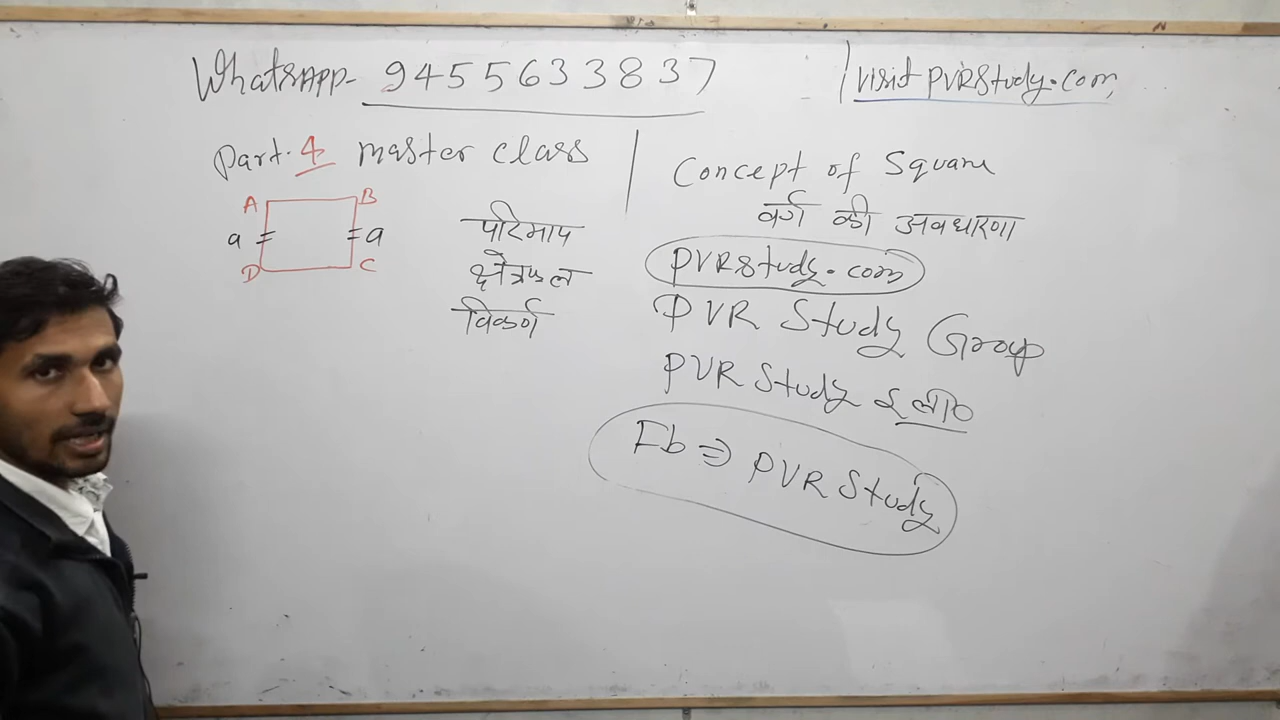 WhatsAPP- 9455633837
visit PVRStudy.com
Part. 4 master class
A B
a a
D C
परिमाप
क्षेत्रफल
विकर्ण
Concept of Square
वर्ग की अवधारणा
PVRStudy.com
PVR Study Group
PVR Study
Fb ⇒ PVR Study